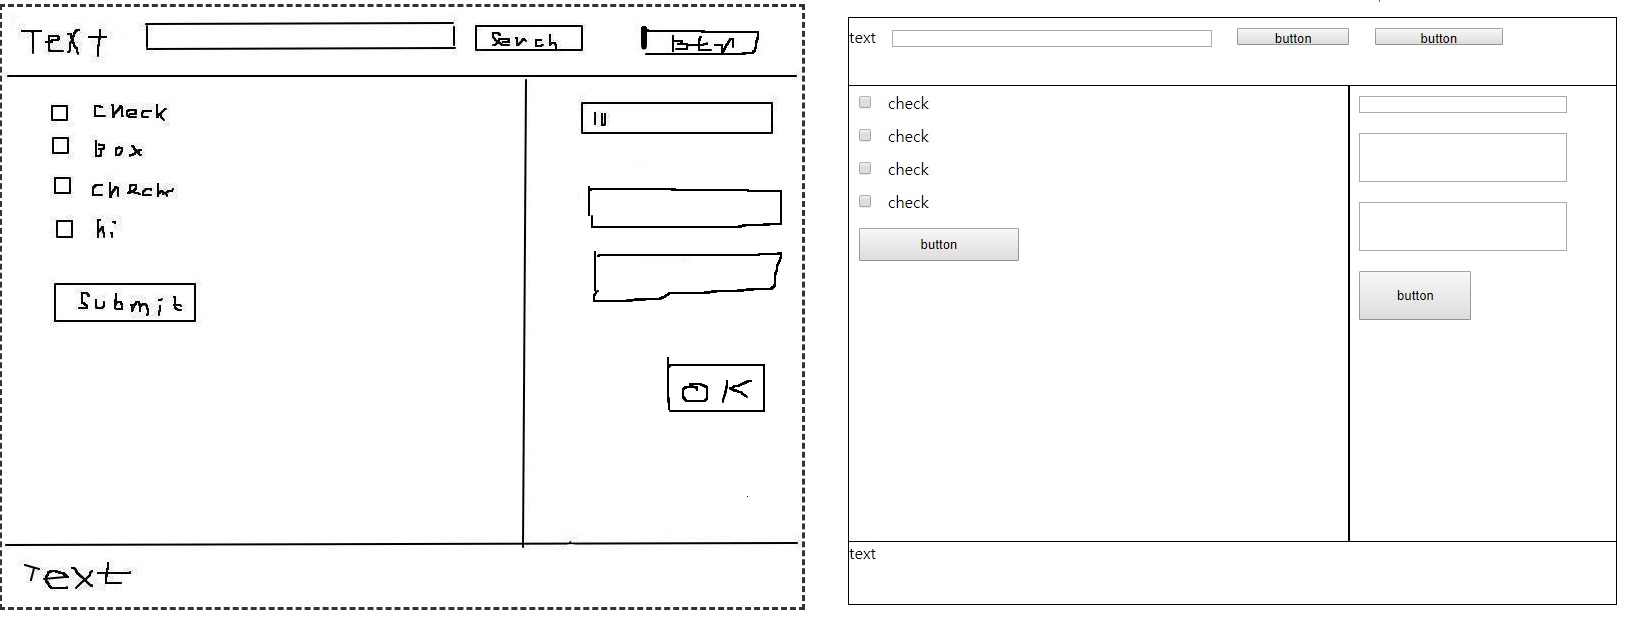 Text Serch Btn
check
Box
check
hi
Submit
OK
Text
text button button
check
check
check
check
button
button
text